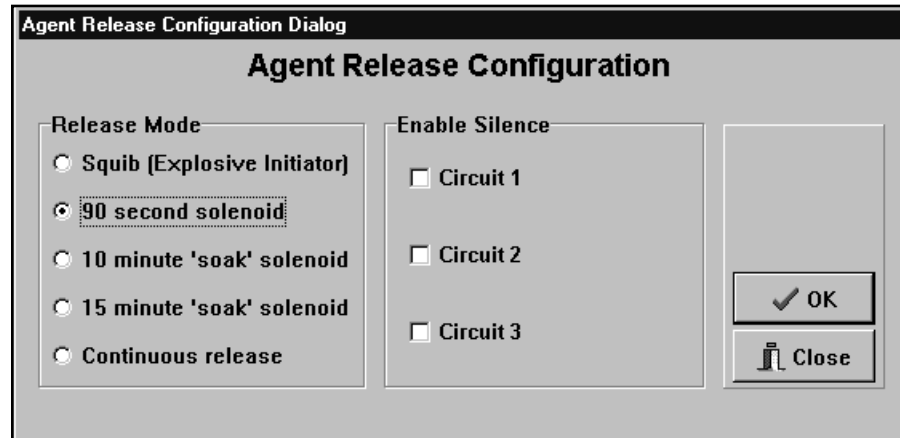 Agent Release Configuration Dialog
Agent Release Configuration
Release Mode
Squib (Explosive Initiator)
90 second solenoid
10 minute 'soak' solenoid
15 minute 'soak' solenoid
Continuous release
Enable Silence
Circuit 1
Circuit 2
Circuit 3
OK
Close